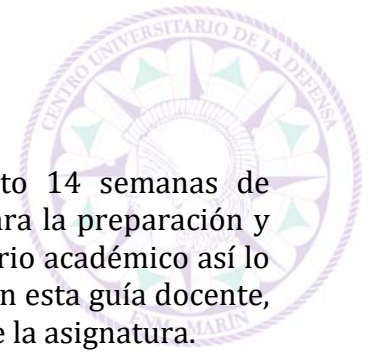 CENTRO UNIVERSITARIO DE LA DEFENSA
to 14 semanas de
ara la preparación y
rio académico así lo
n esta guía docente,
e la asignatura.
ENM MARÍN